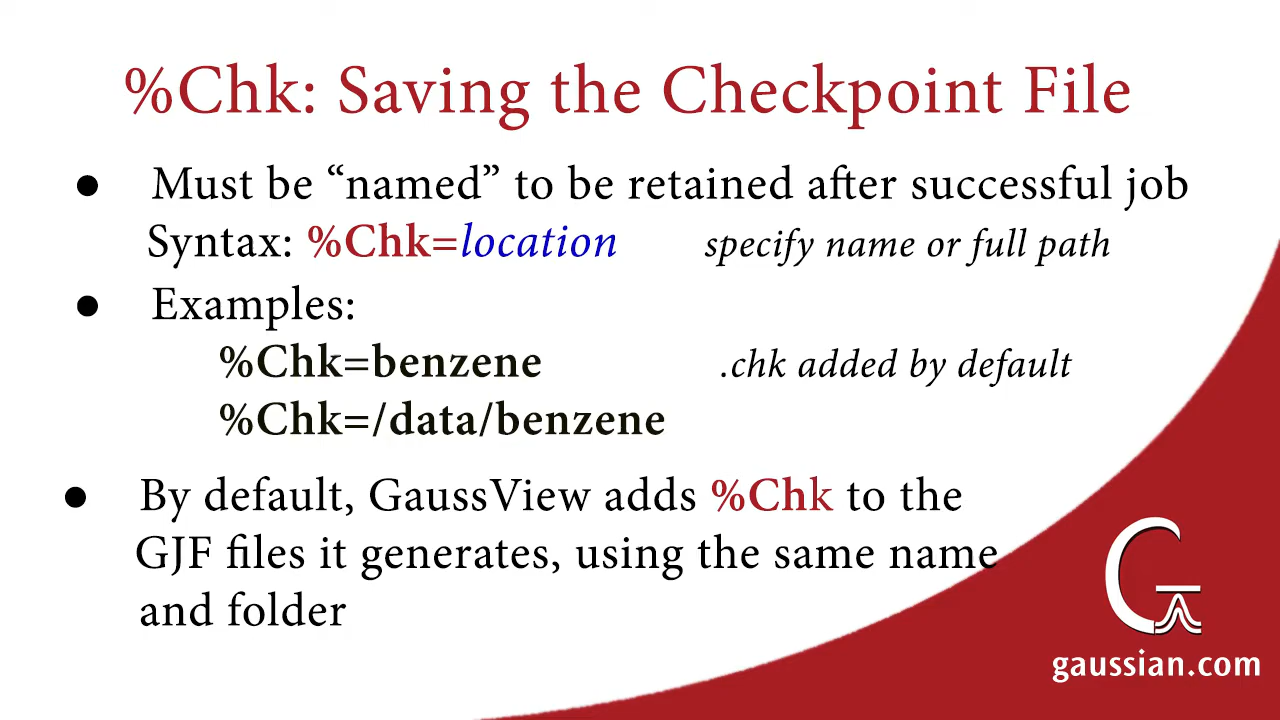 %Chk: Saving the Checkpoint File
● Must be “named” to be retained after successful job
Syntax: %Chk=location specify name or full path
● Examples:
%Chk=benzene .chk added by default
%Chk=/data/benzene
● By default, GaussView adds %Chk to the
GJF files it generates, using the same name
and folder
G
gaussian.com